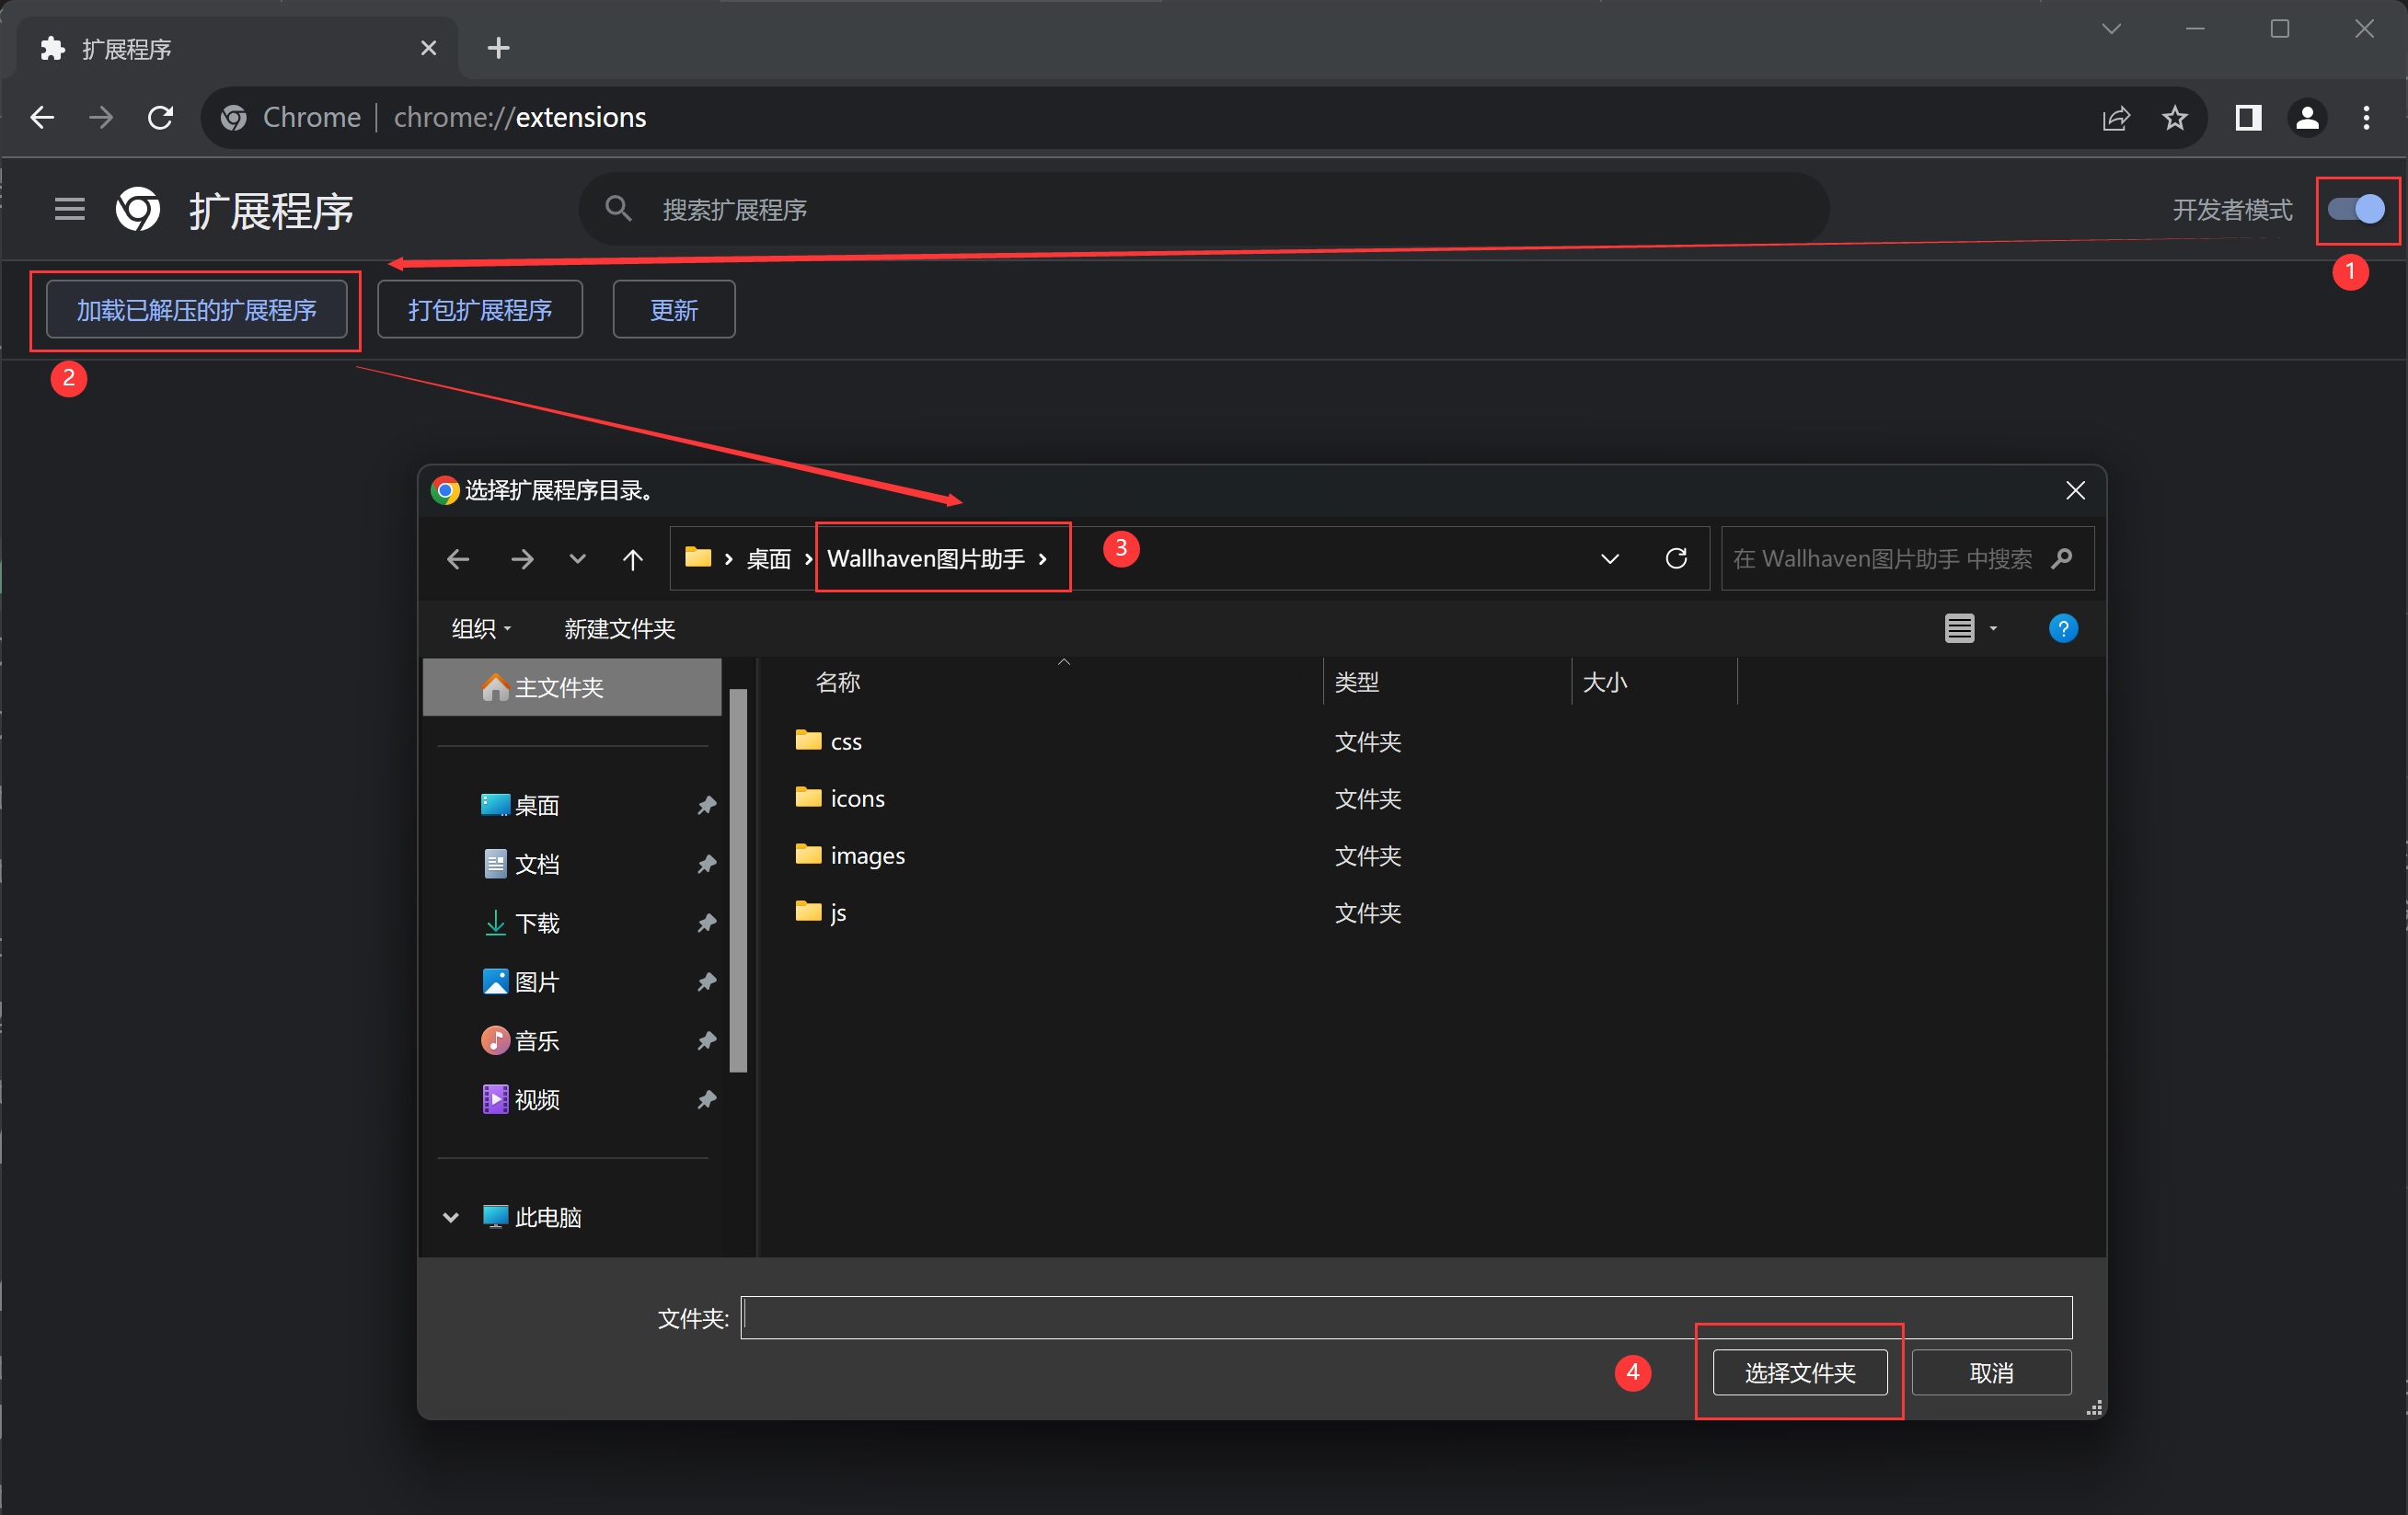 扩展程序
Chrome | chrome://extensions
扩展程序
搜索扩展程序
开发者模式
1
加载已解压的扩展程序
打包扩展程序
更新
2
选择扩展程序目录。
桌面 › Wallhaven图片助手 ›
3
在 Wallhaven图片助手 中搜索
组织
新建文件夹
?
主文件夹
名称
类型
大小
css
文件夹
icons
文件夹
images
文件夹
js
文件夹
桌面
文档
下载
图片
音乐
视频
此电脑
文件夹:
4
选择文件夹
取消